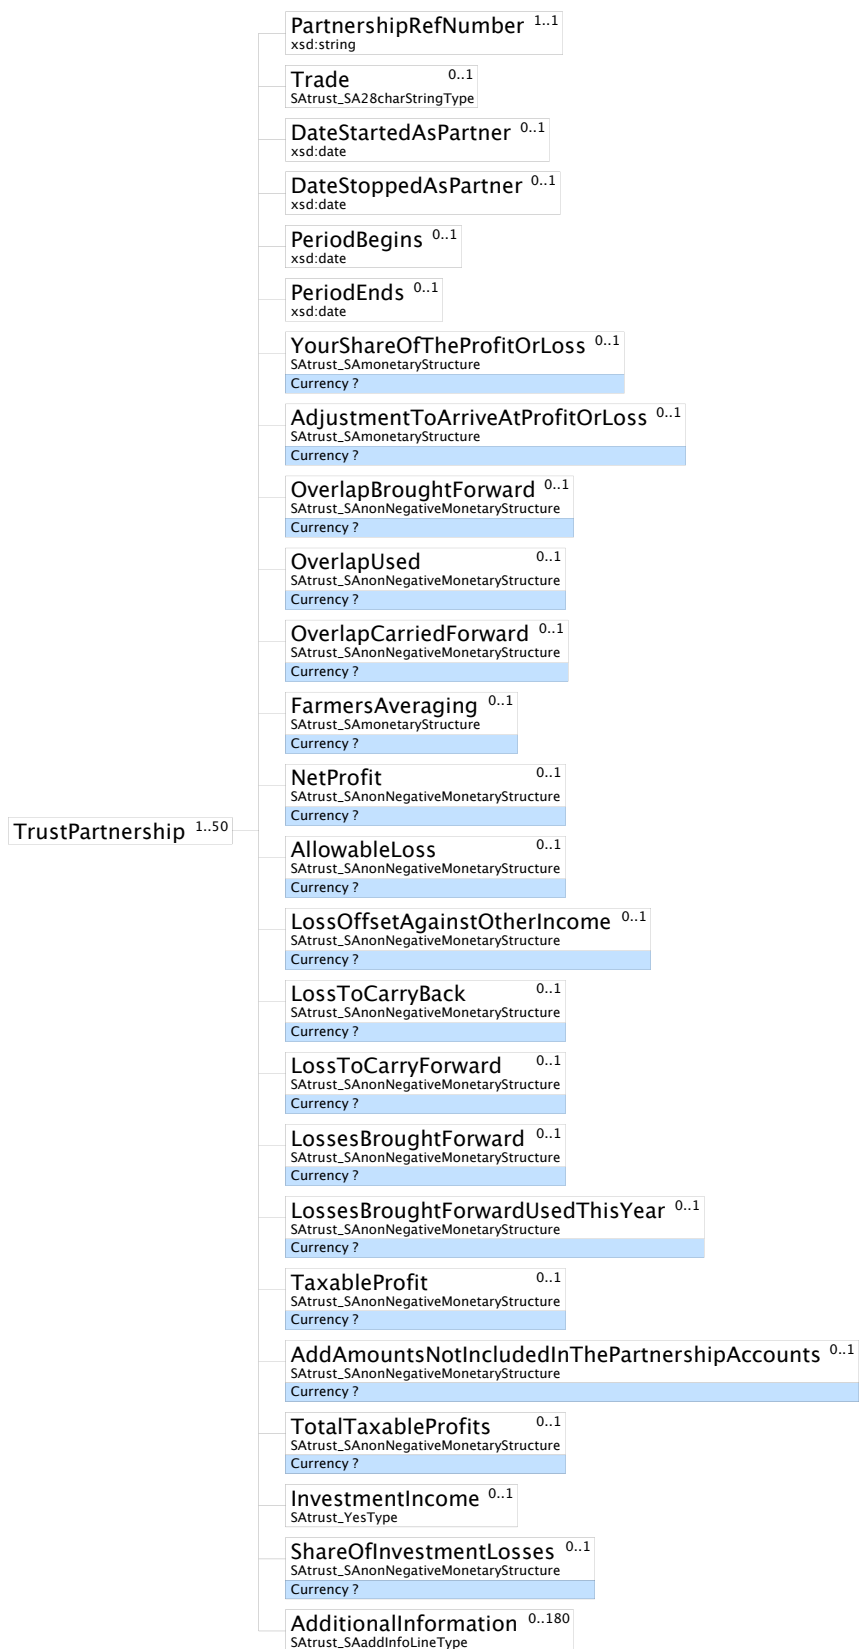 PartnershipRefNumber 1..1
xsd:string
Trade 0..1
SAtrust_SA28charStringType
DateStartedAsPartner 0..1
xsd:date
DateStoppedAsPartner 0..1
xsd:date
PeriodBegins 0..1
xsd:date
PeriodEnds 0..1
xsd:date
YourShareOfTheProfitOrLoss 0..1
SAtrust_SAmonetaryStructure
Currency ?
AdjustmentToArriveAtProfitOrLoss 0..1
SAtrust_SAmonetaryStructure
Currency ?
OverlapBroughtForward 0..1
SAtrust_SAnonNegativeMonetaryStructure
Currency ?
OverlapUsed 0..1
SAtrust_SAnonNegativeMonetaryStructure
Currency ?
OverlapCarriedForward 0..1
SAtrust_SAnonNegativeMonetaryStructure
Currency ?
FarmersAveraging 0..1
SAtrust_SAmonetaryStructure
Currency ?
NetProfit 0..1
SAtrust_SAnonNegativeMonetaryStructure
Currency ?
TrustPartnership 1..50
AllowableLoss 0..1
SAtrust_SAnonNegativeMonetaryStructure
Currency ?
LossOffsetAgainstOtherIncome 0..1
SAtrust_SAnonNegativeMonetaryStructure
Currency ?
LossToCarryBack 0..1
SAtrust_SAnonNegativeMonetaryStructure
Currency ?
LossToCarryForward 0..1
SAtrust_SAnonNegativeMonetaryStructure
Currency ?
LossesBroughtForward 0..1
SAtrust_SAnonNegativeMonetaryStructure
Currency ?
LossesBroughtForwardUsedThisYear 0..1
SAtrust_SAnonNegativeMonetaryStructure
Currency ?
TaxableProfit 0..1
SAtrust_SAnonNegativeMonetaryStructure
Currency ?
AddAmountsNotIncludedInThePartnershipAccounts 0..1
SAtrust_SAnonNegativeMonetaryStructure
Currency ?
TotalTaxableProfits 0..1
SAtrust_SAnonNegativeMonetaryStructure
Currency ?
InvestmentIncome 0..1
SAtrust_YesType
ShareOfInvestmentLosses 0..1
SAtrust_SAnonNegativeMonetaryStructure
Currency ?
AdditionalInformation 0..180
SAtrust_SAaddInfoLineType